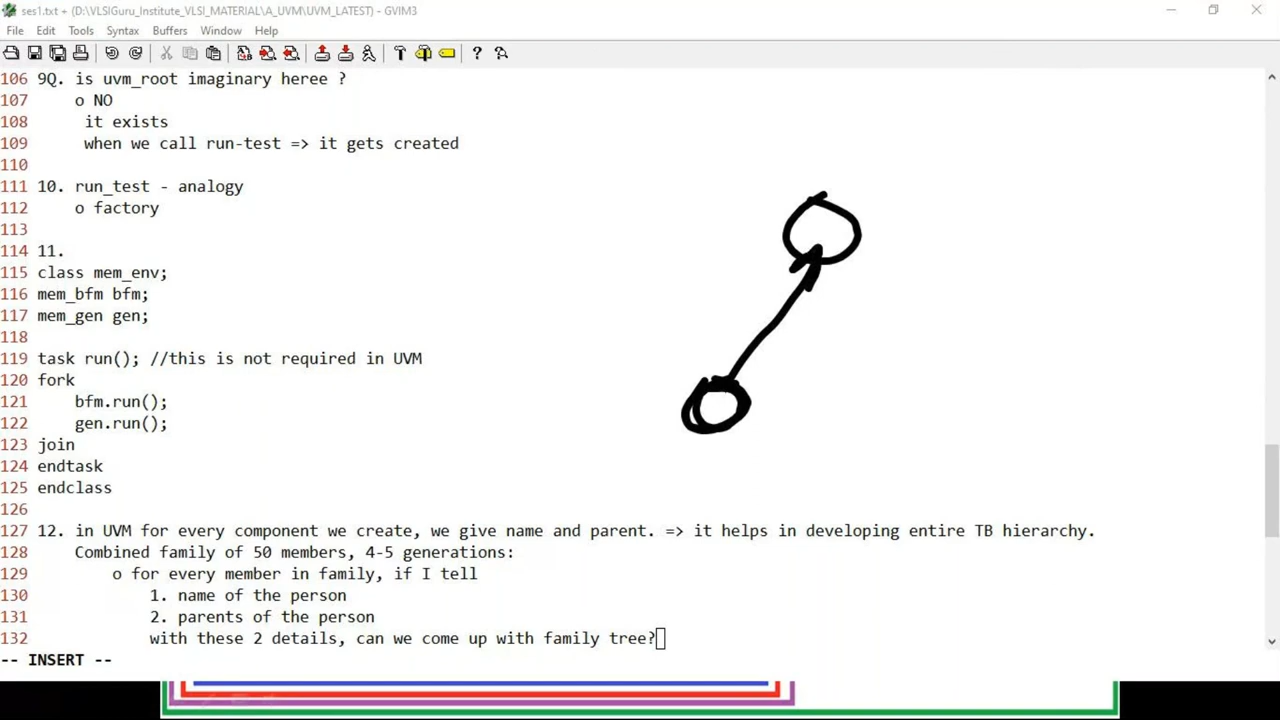 ses1.txt + (D:\VLSIGuru_Institute_VLSI_MATERIAL\A_UVM\UVM_LATEST) - GVIM3
File Edit Tools Syntax Buffers Window Help
106 9Q. is uvm_root imaginary heree ?
107 o NO
108 it exists
109 when we call run-test => it gets created
110
111 10. run_test - analogy
112 o factory
113
114 11.
115 class mem_env;
116 mem_bfm bfm;
117 mem_gen gen;
118
119 task run(); //this is not required in UVM
120 fork
121 bfm.run();
122 gen.run();
123 join
124 endtask
125 endclass
126
127 12. in UVM for every component we create, we give name and parent. => it helps in developing entire TB hierarchy.
128 Combined family of 50 members, 4-5 generations:
129 o for every member in family, if I tell
130 1. name of the person
131 2. parents of the person
132 with these 2 details, can we come up with family tree?
-- INSERT --